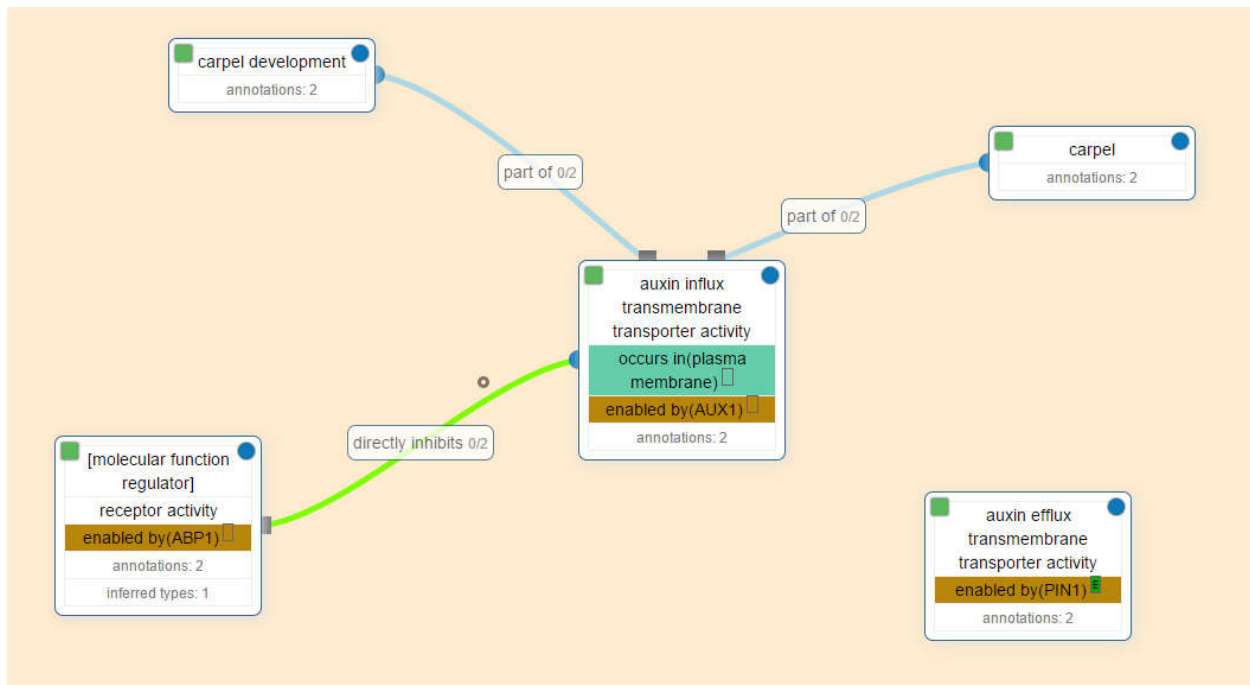 carpel development
annotations: 2
part of 0/2
carpel
annotations: 2
part of 0/2
auxin influx
transmembrane
transporter activity
occurs in(plasma
membrane)
enabled by(AUX1)
annotations: 2
directly inhibits 0/2
[molecular function
regulator]
receptor activity
enabled by(ABP1)
annotations: 2
inferred types: 1
auxin efflux
transmembrane
transporter activity
enabled by(PIN1) E
annotations: 2